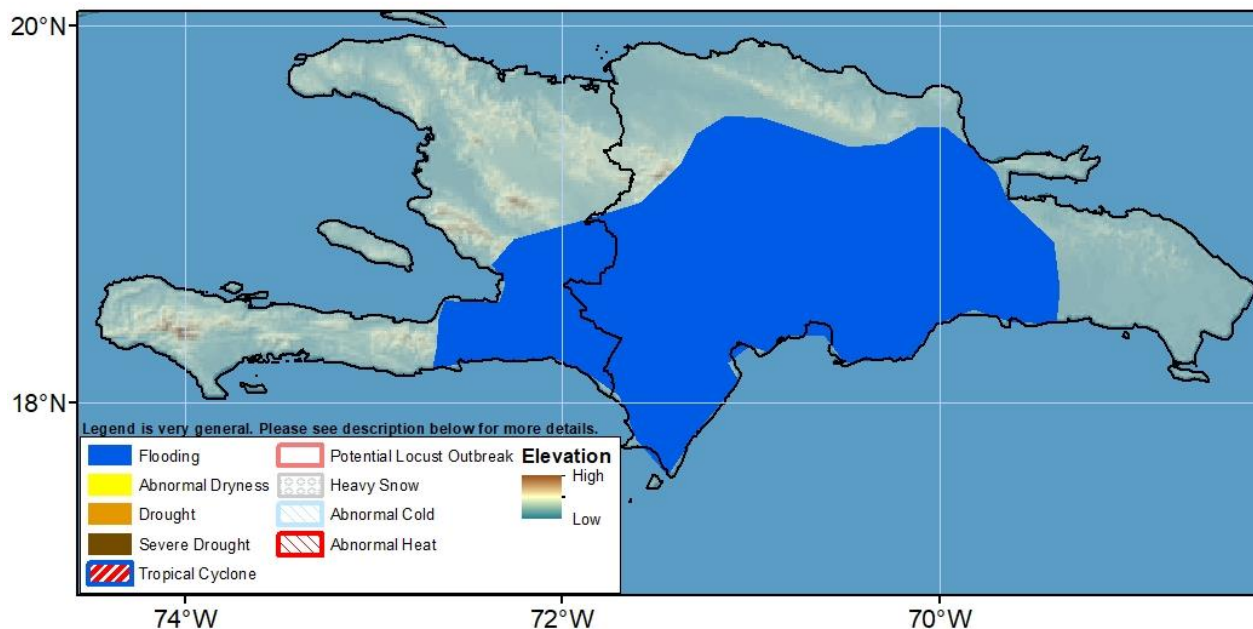 20°N
18°N
Legend is very general. Please see description below for more details.
Flooding
Abnormal Dryness
Drought
Severe Drought
Tropical Cyclone
Potential Locust Outbreak
Heavy Snow
Abnormal Cold
Abnormal Heat
Elevation
High
Low
74°W
72°W
70°W